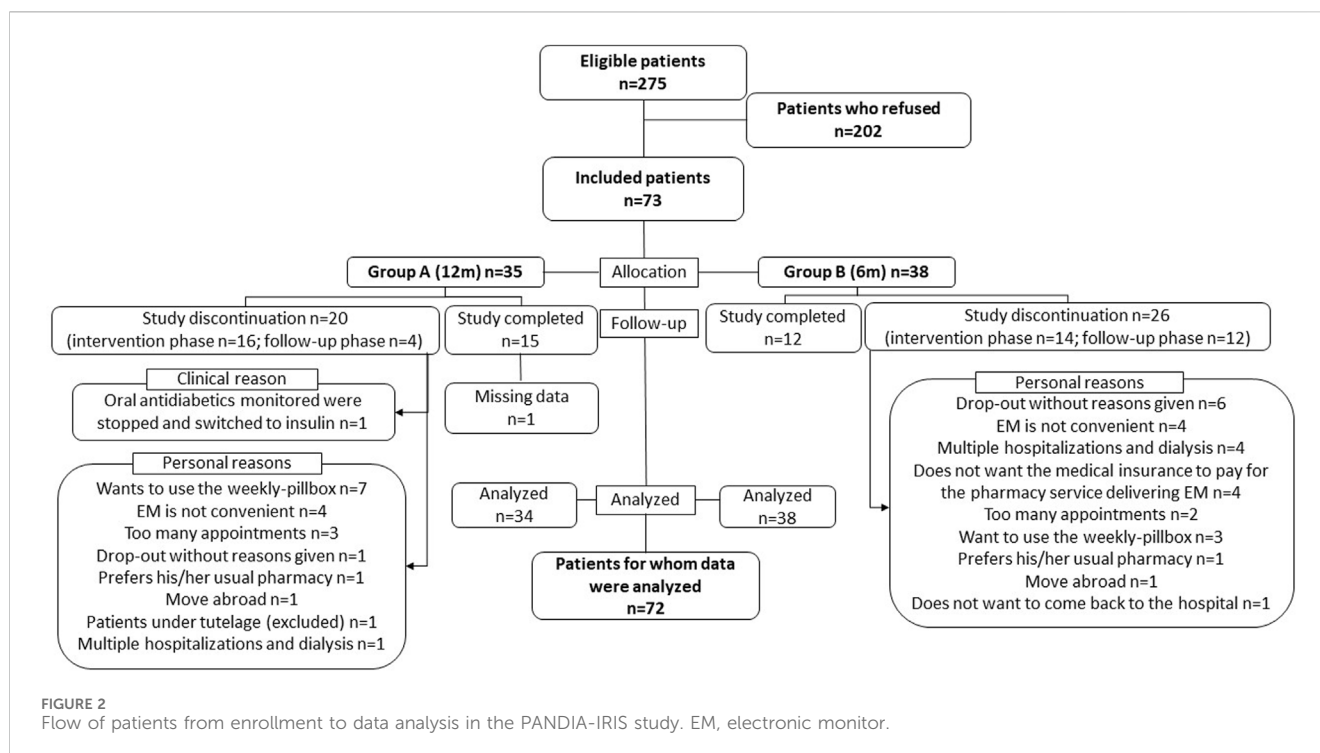 Eligible patients
n=275
Patients who refused
n=202
Included patients
n=73
Group A (12m) n=35
Allocation
Group B (6m) n=38
Study discontinuation n=20
(intervention phase n=16; follow-up phase n=4)
Study completed
n=15
Follow-up
Study completed
n=12
Study discontinuation n=26
(intervention phase n=14; follow-up phase n=12)
Clinical reason
Oral antidiabetics monitored were
stopped and switched to insulin n=1
Missing data
n=1
Personal reasons
Wants to use the weekly-pillbox n=7
EM is not convenient n=4
Too many appointments n=3
Drop-out without reasons given n=1
Prefers his/her usual pharmacy n=1
Move abroad n=1
Patients under tutelage (excluded) n=1
Multiple hospitalizations and dialysis n=1
Personal reasons
Drop-out without reasons given n=6
EM is not convenient n=4
Multiple hospitalizations and dialysis n=4
Does not want the medical insurance to pay for
the pharmacy service delivering EM n=4
Too many appointments n=2
Want to use the weekly-pillbox n=3
Prefers his/her usual pharmacy n=1
Move abroad n=1
Does not want to come back to the hospital n=1
Analyzed
n=34
Analyzed
Analyzed
n=38
Patients for whom data
were analyzed
n=72
FIGURE 2
Flow of patients from enrollment to data analysis in the PANDIA-IRIS study. EM, electronic monitor.